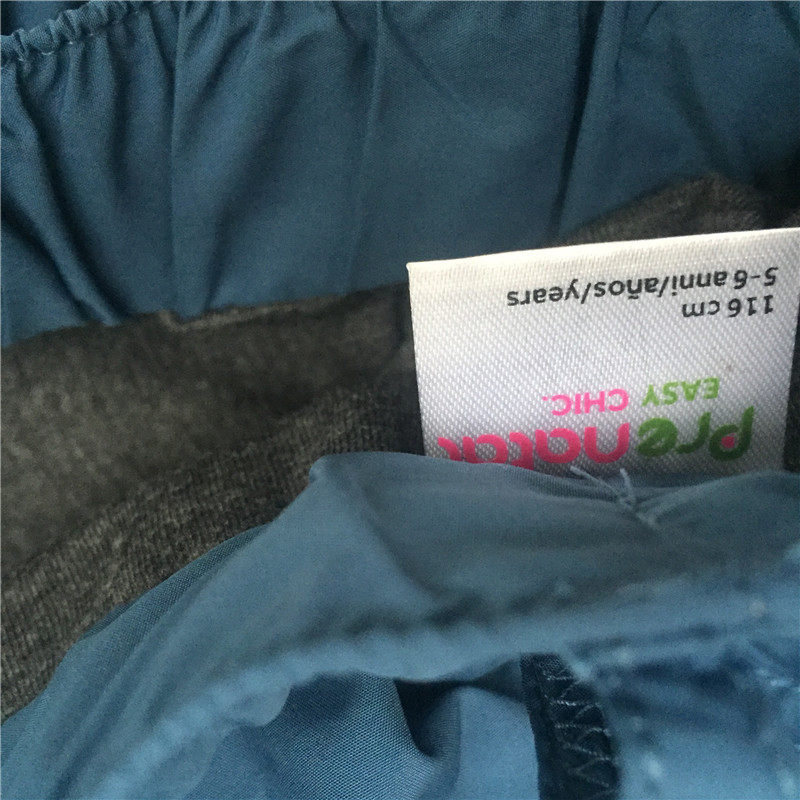 prenatal
EASY CHIC.
116 cm
5-6 anni/años/years